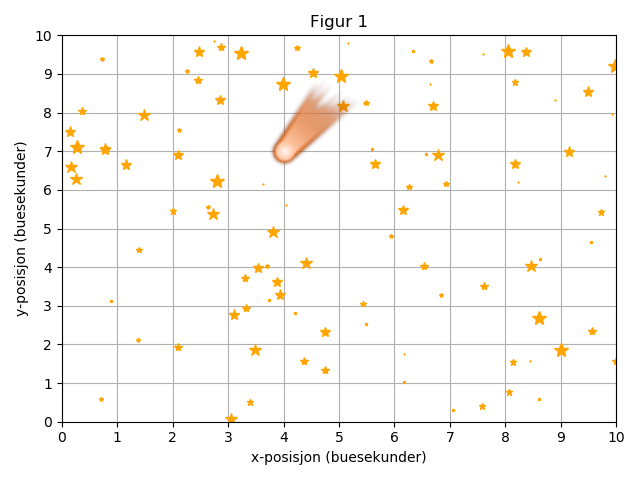 Figur 1
10
9
8
7
6
5
4
3
2
1
0
y-posisjon (buesekunder)
0 1 2 3 4 5 6 7 8 9 10
x-posisjon (buesekunder)